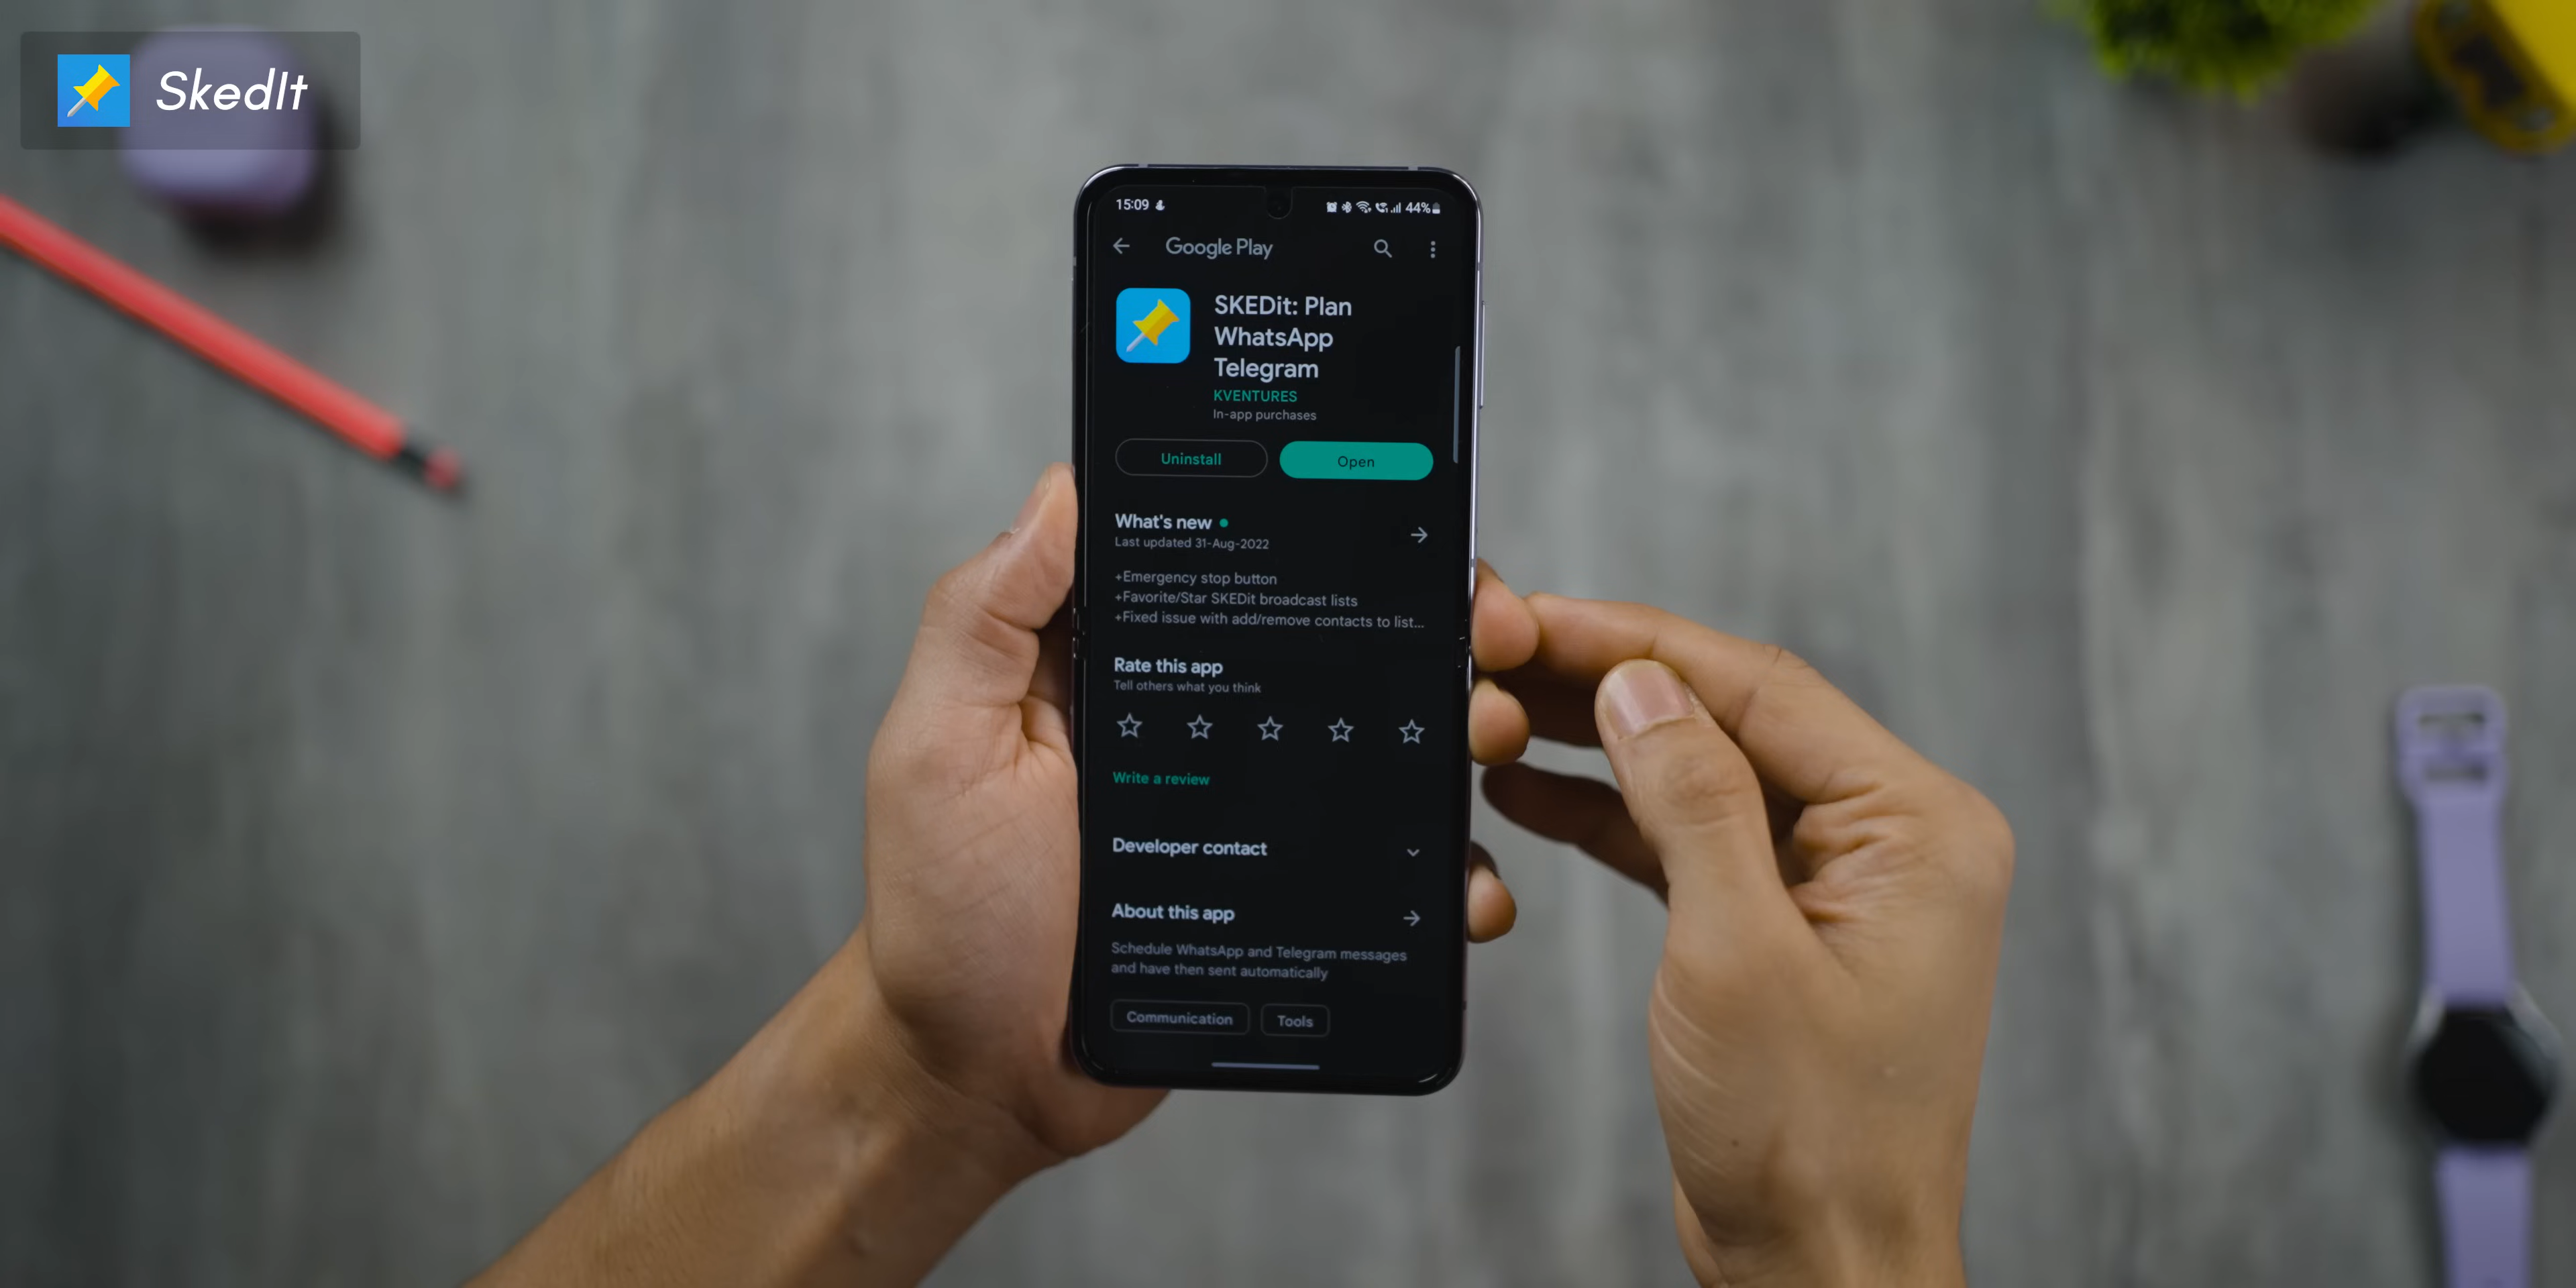 SkedIt
15:09
44%
Google Play
SKEDit: Plan
WhatsApp
Telegram
KVENTURES
In-app purchases
Uninstall
Open
What's new
Last updated 31-Aug-2022
+Emergency stop button
+Favorite/Star SKEDit broadcast lists
+Fixed issue with add/remove contacts to list...
Rate this app
Tell others what you think
Write a review
Developer contact
About this app
Schedule WhatsApp and Telegram messages
and have then sent automatically
Communication
Tools